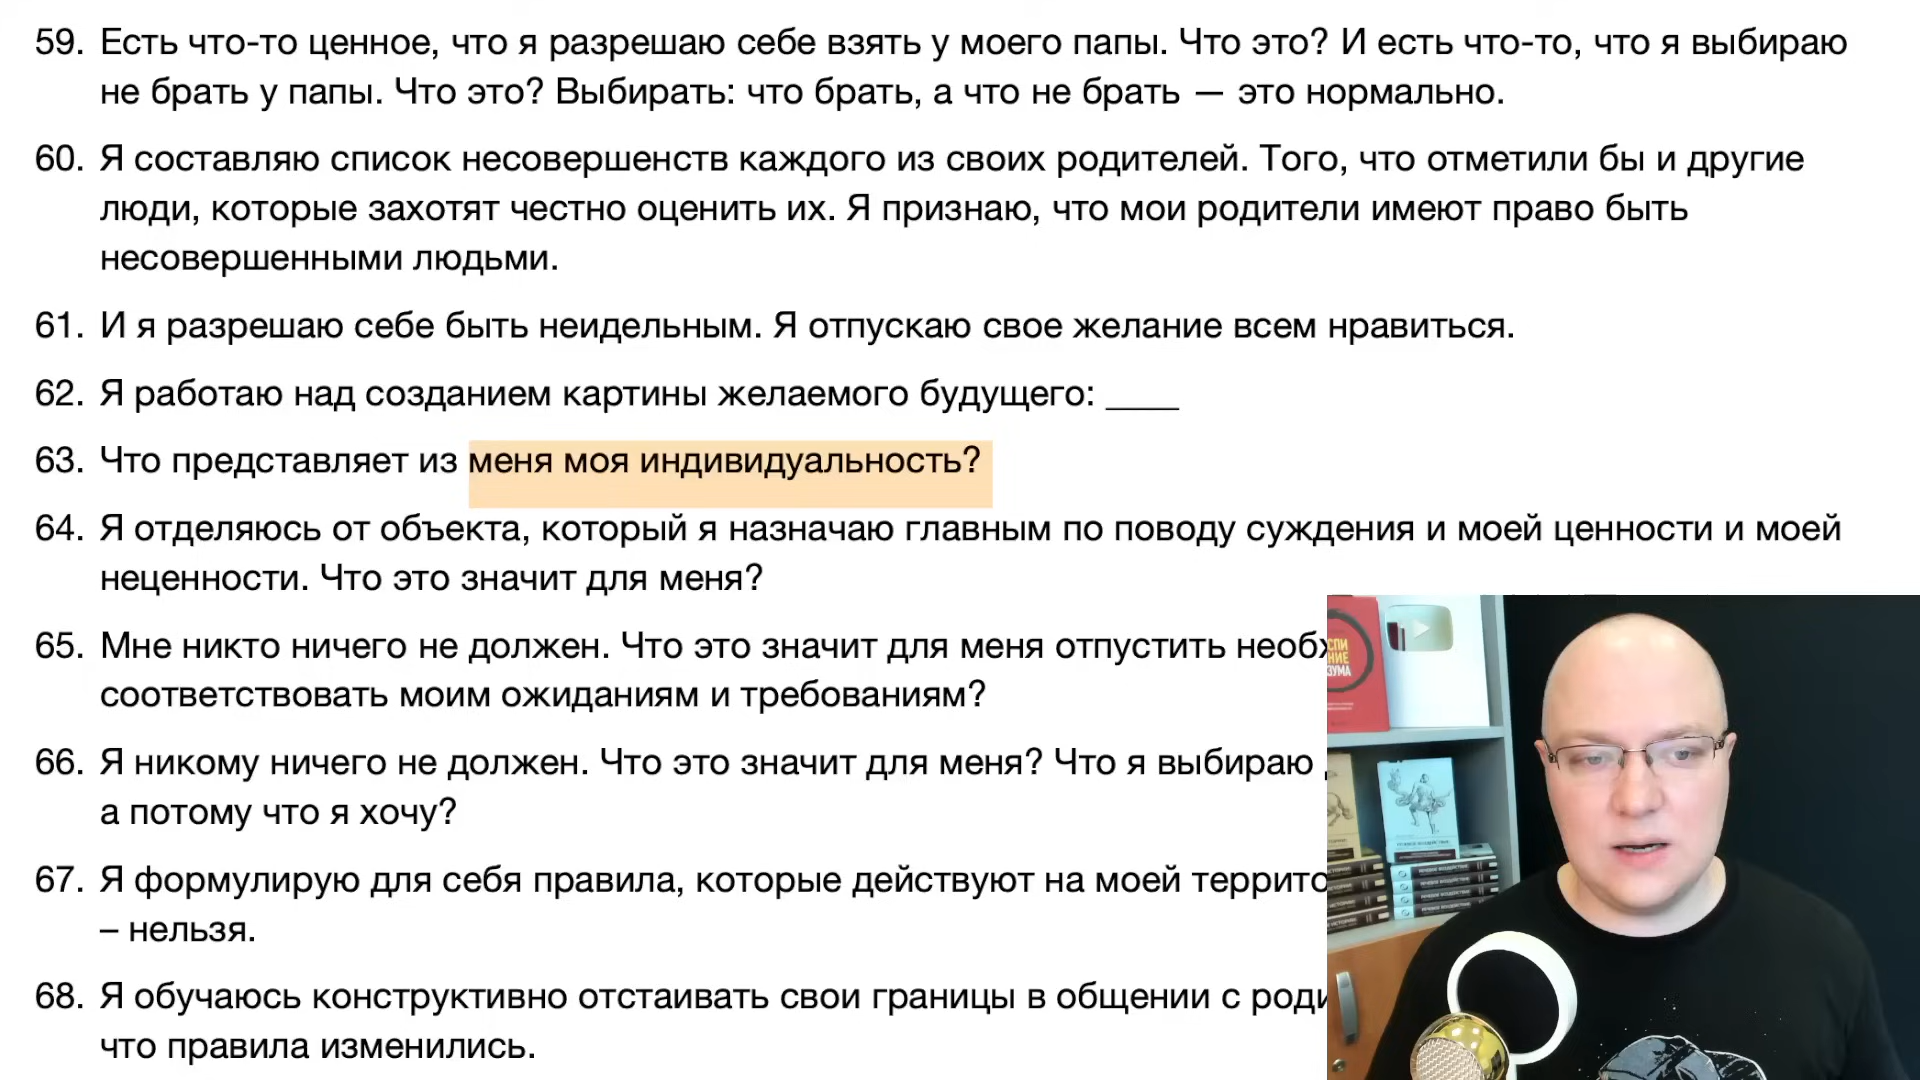 59. Есть что-то ценное, что я разрешаю себе взять у моего папы. Что это? И есть что-то, что я выбираю
не брать у папы. Что это? Выбирать: что брать, а что не брать — это нормально.
60. Я составляю список несовершенств каждого из своих родителей. Того, что отметили бы и другие
люди, которые захотят честно оценить их. Я признаю, что мои родители имеют право быть
несовершенными людьми.
61. И я разрешаю себе быть неидельным. Я отпускаю свое желание всем нравиться.
62. Я работаю над созданием картины желаемого будущего: ____
63. Что представляет из меня моя индивидуальность?
64. Я отделяюсь от объекта, который я назначаю главным по поводу суждения и моей ценности и моей
неценности. Что это значит для меня?
65. Мне никто ничего не должен. Что это значит для меня отпустить необх
соответствовать моим ожиданиям и требованиям?
66. Я никому ничего не должен. Что это значит для меня? Что я выбираю
а потому что я хочу?
67. Я формулирую для себя правила, которые действуют на моей террито
– нельзя.
68. Я обучаюсь конструктивно отстаивать свои границы в общении с роди
что правила изменились.